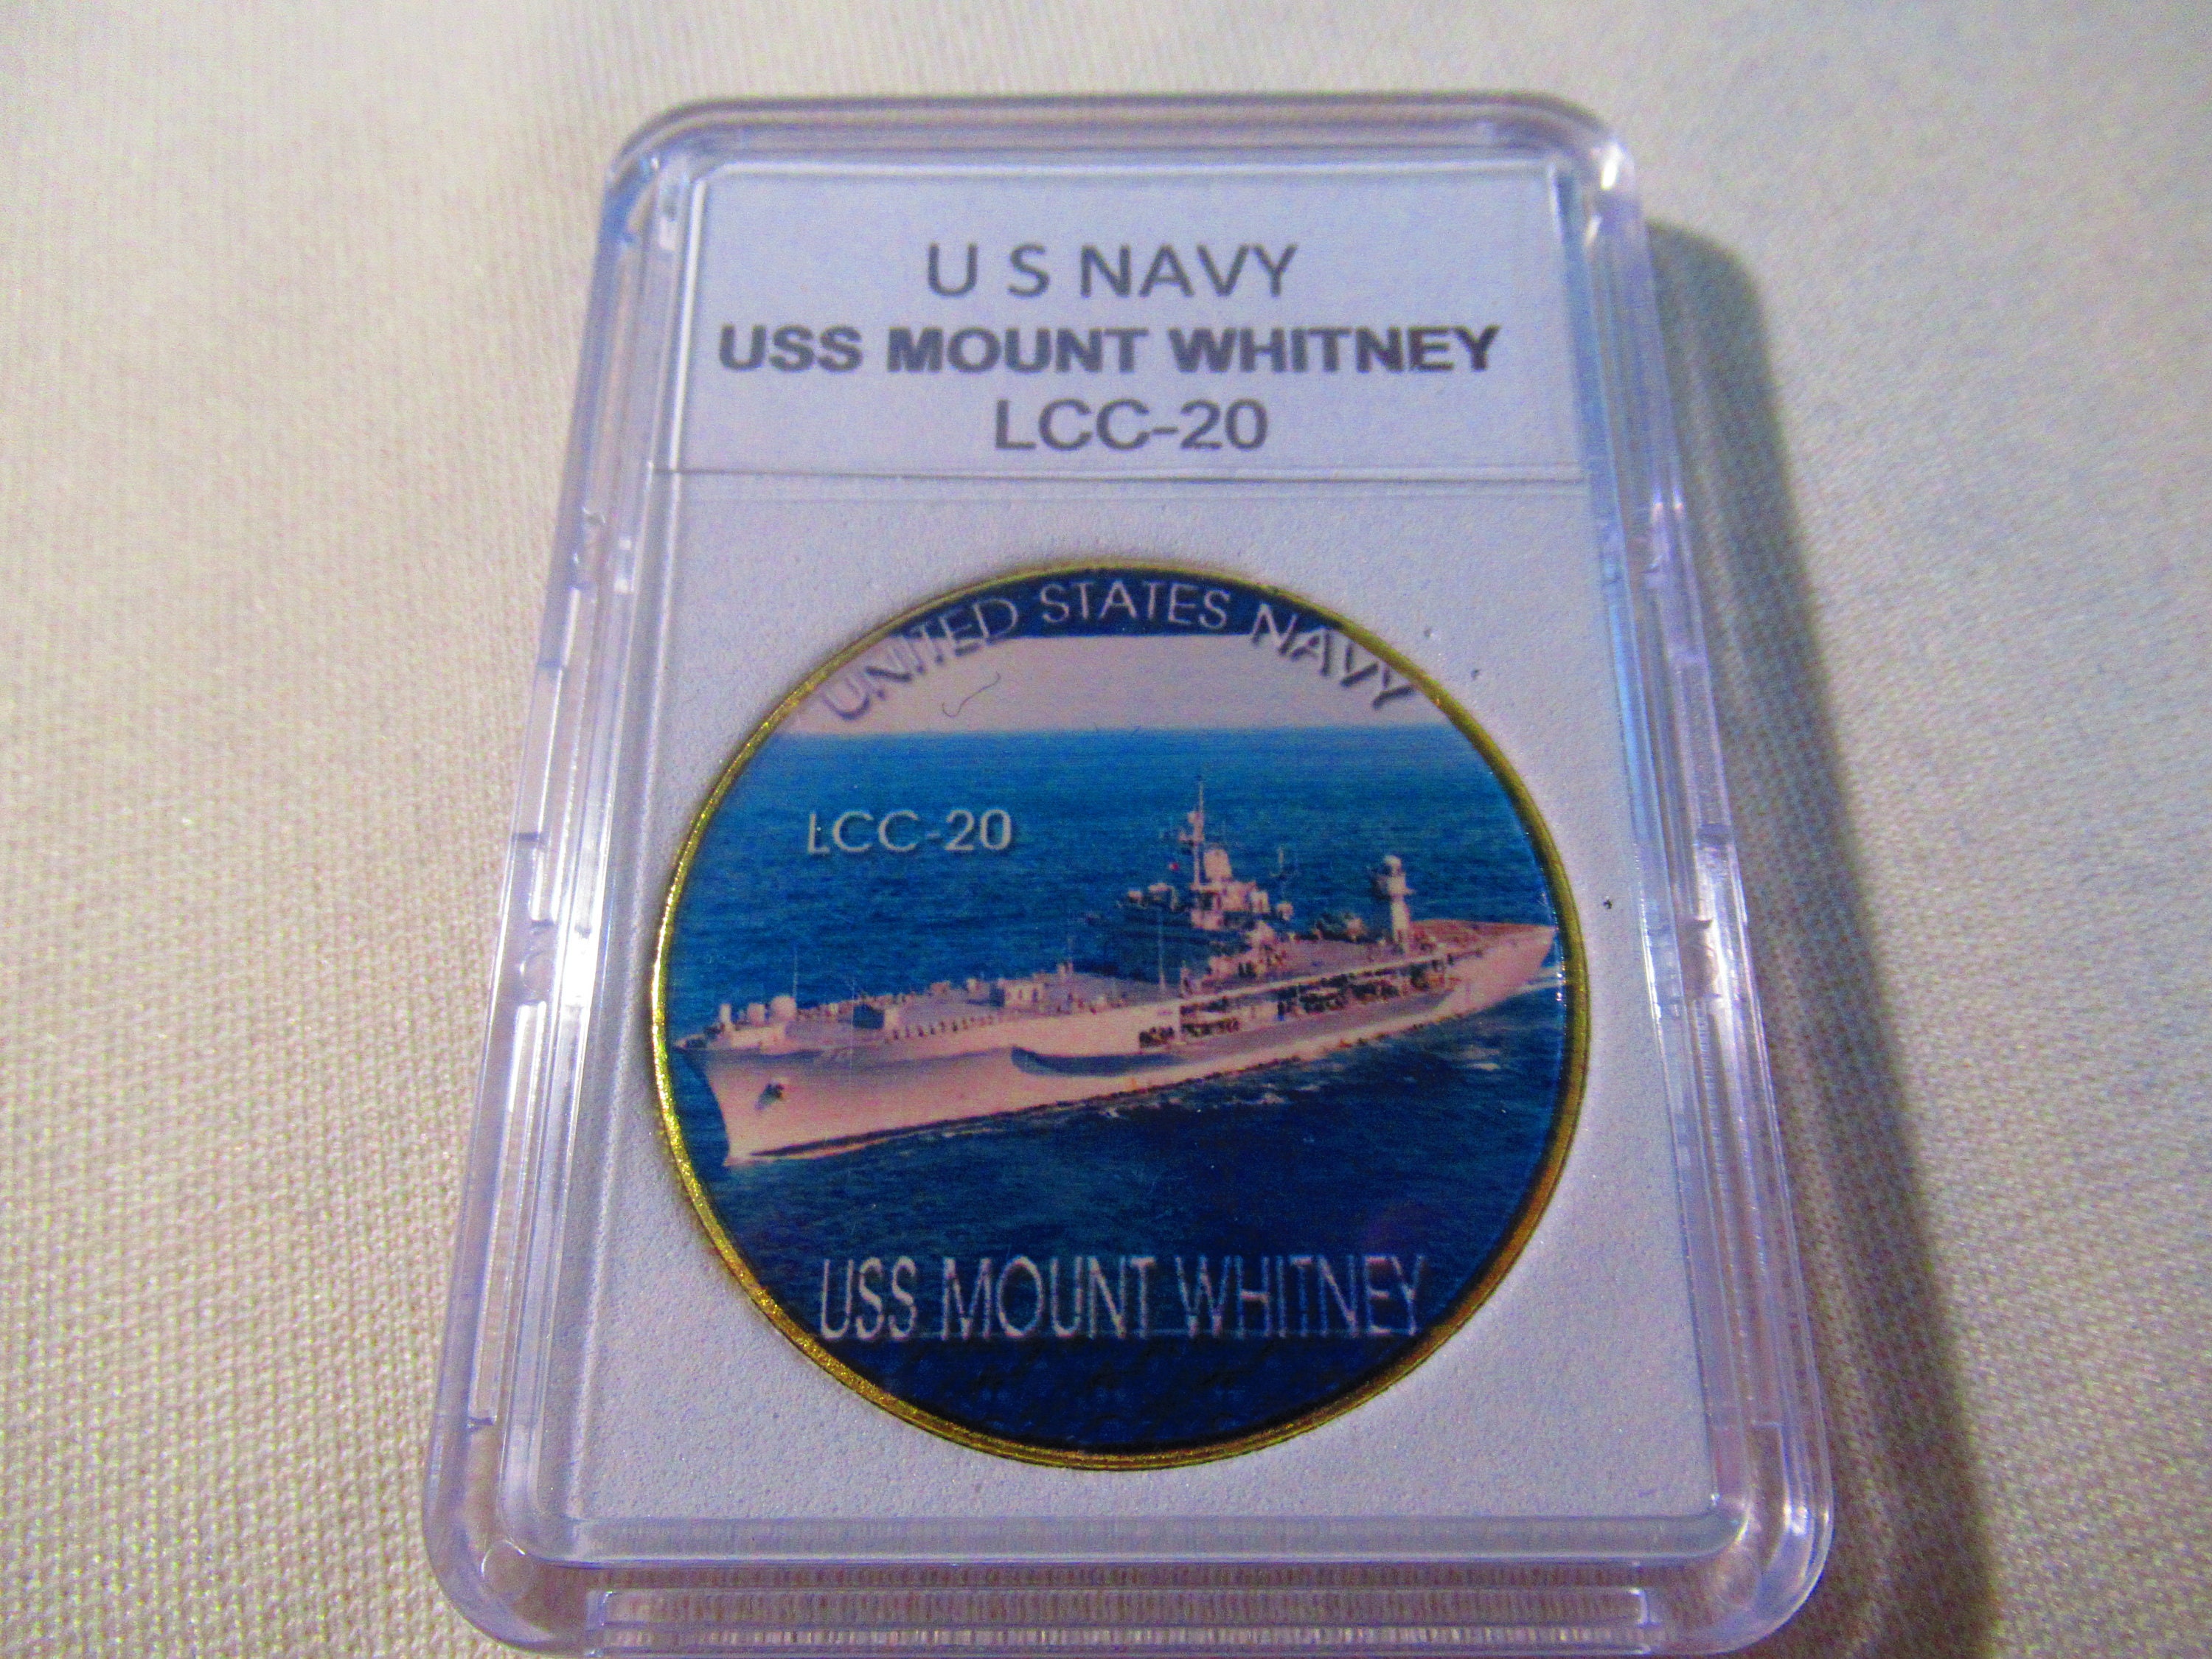 U S NAVY
USS MOUNT WHITNEY
LCC-20
UNITED STATES NAVY
LCC-20
USS MOUNT WHITNEY